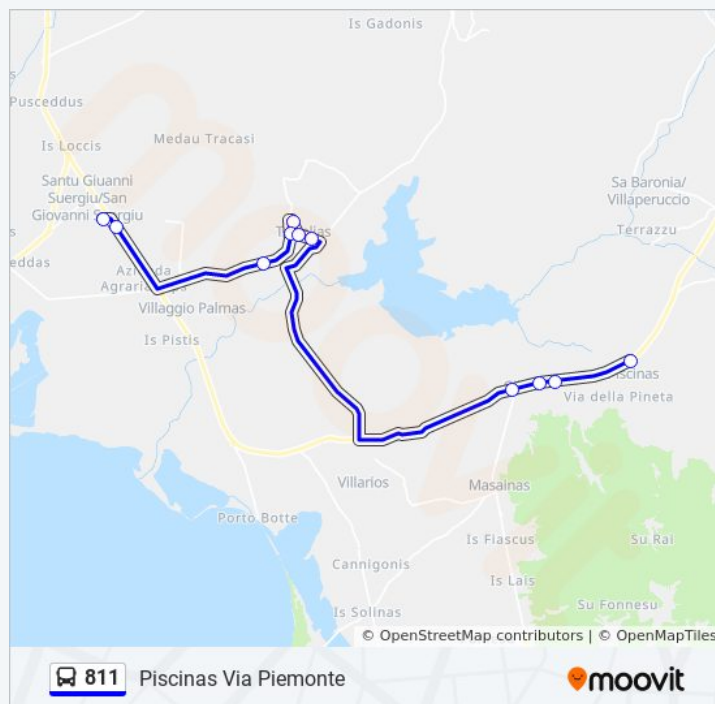 Is Gadonis
Pusceddus
Medau Tracasi
Is Loccis
Santu Giuanni
Suergiu/San
Giovanni Suergiu
Sa Baronia/
Villaperuccio
Terrazzu
eddas
Villaggio Palmas
Is Pistis
Piscinas
Via della Pineta
Villarios
Masainas
Porto Botte
Is Fiascus
Su Rai
Cannigonis
Is Lais
Su Fonnesu
Is Solinas
© OpenStreetMap contributors | © OpenMapTiles
811 Piscinas Via Piemonte
moovit